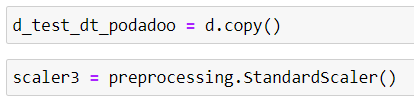 d_test_dt_podadoo = d.copy()
scaler3 = preprocessing.StandardScaler()